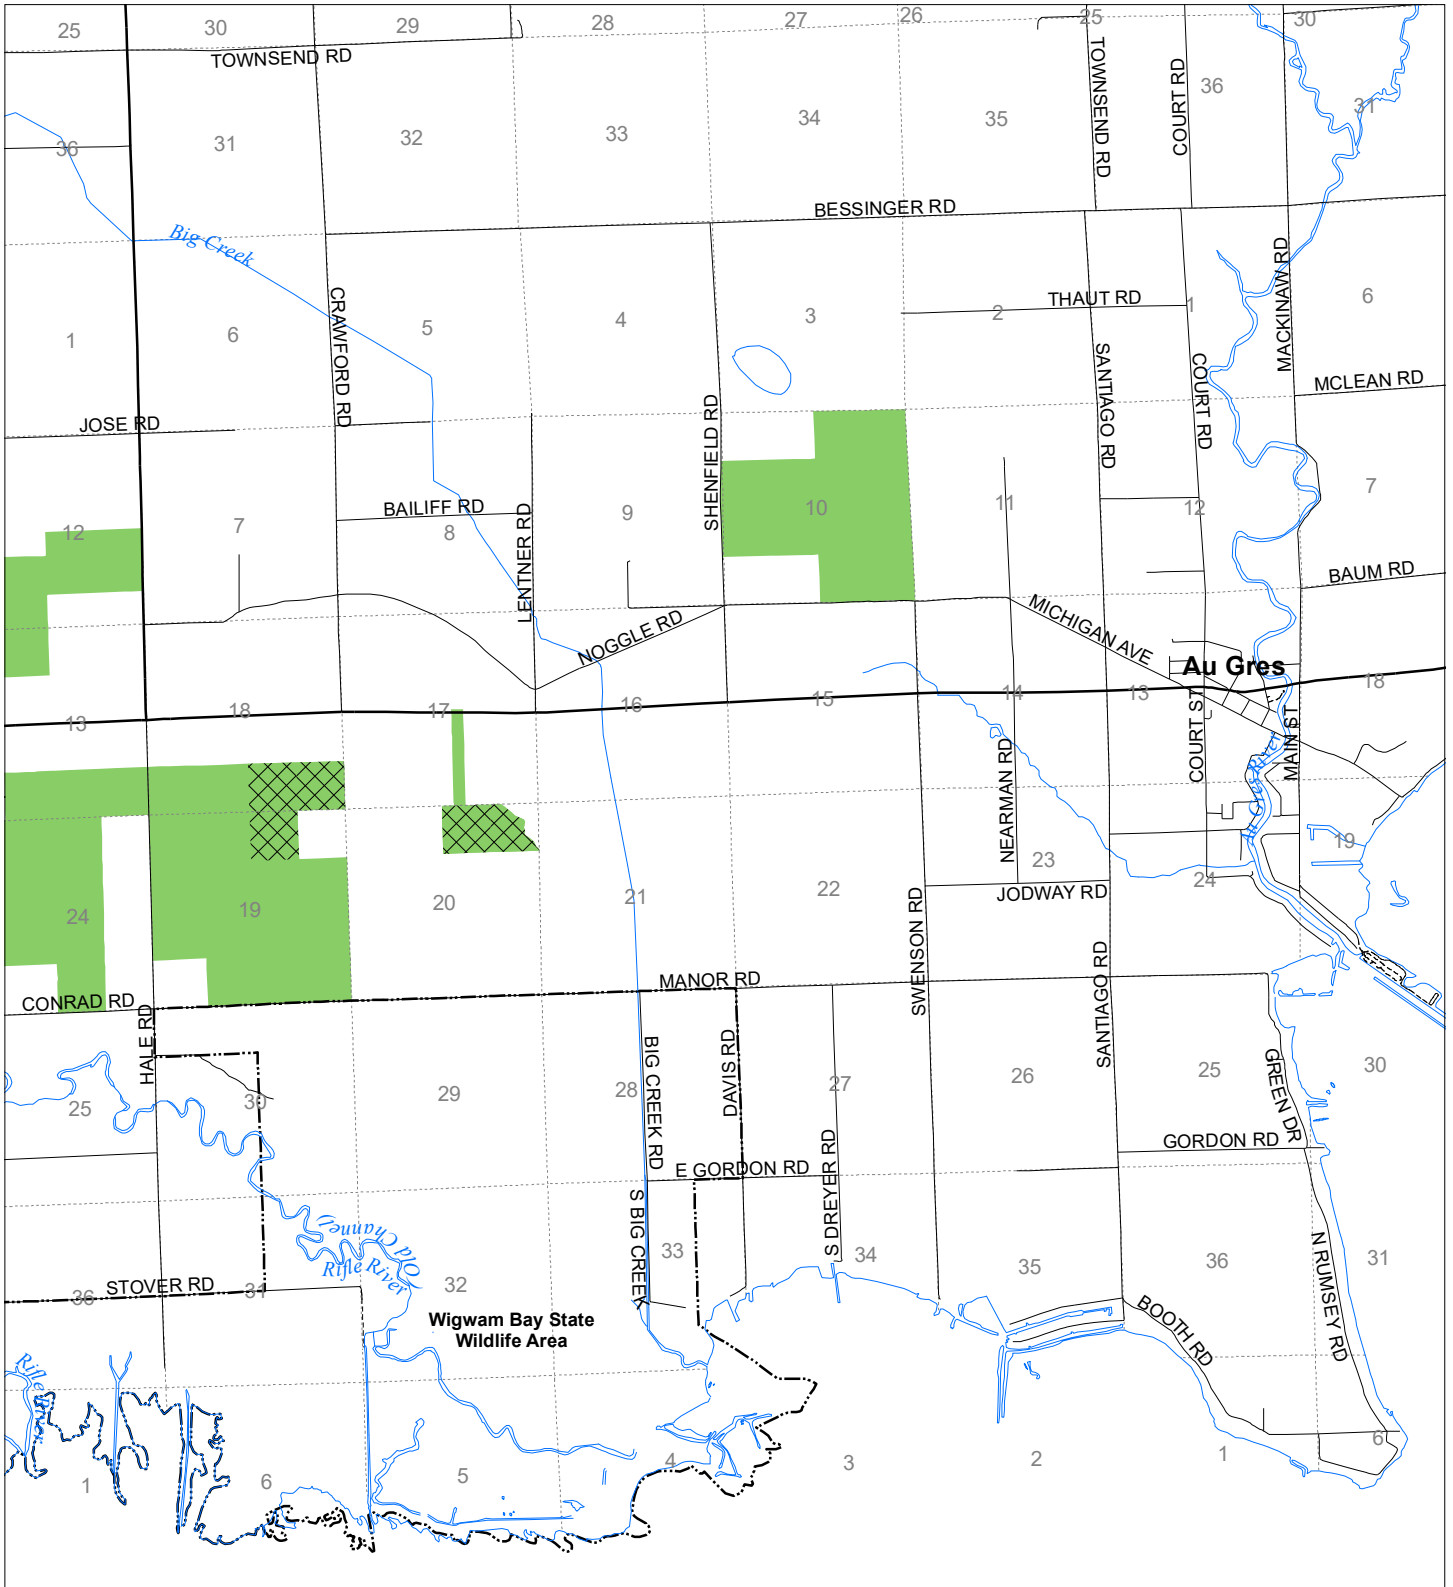 25
30
29
28
27
26
25
30
TOWNSEND RD
TOWNSEND RD
COURT RD
36
31
36
31
32
33
34
35
BESSINGER RD
Big Creek
MACKINAW RD
CRAWFORD RD
THAUT RD
1
6
5
4
3
2
1
6
SANTIAGO RD
COURT RD
MCLEAN RD
JOSE RD
SHENFIELD RD
BAILIFF RD
LENTNER RD
12
7
8
9
10
11
12
7
BAUM RD
NOGGLE RD
MICHIGAN AVE
Au Gres
13
18
17
16
15
14
13
18
COURT ST
MAIN ST
NEARMAN RD
Au Gres River
24
19
20
21
22
23
24
19
JODWAY RD
SWENSON RD
SANTIAGO RD
MANOR RD
CONRAD RD
HALE RD
BIG CREEK RD
DAVIS RD
GREEN DR
25
30
29
28
27
26
25
30
GORDON RD
E GORDON RD
S DREYER RD
S BIG CREEK
Rifle River
(Old Channel)
N RUMSEY RD
STOVER RD
36
31
32
33
34
35
36
31
Wigwam Bay State
Wildlife Area
BOOTH RD
Rifle River
1
6
5
4
3
2
1
6